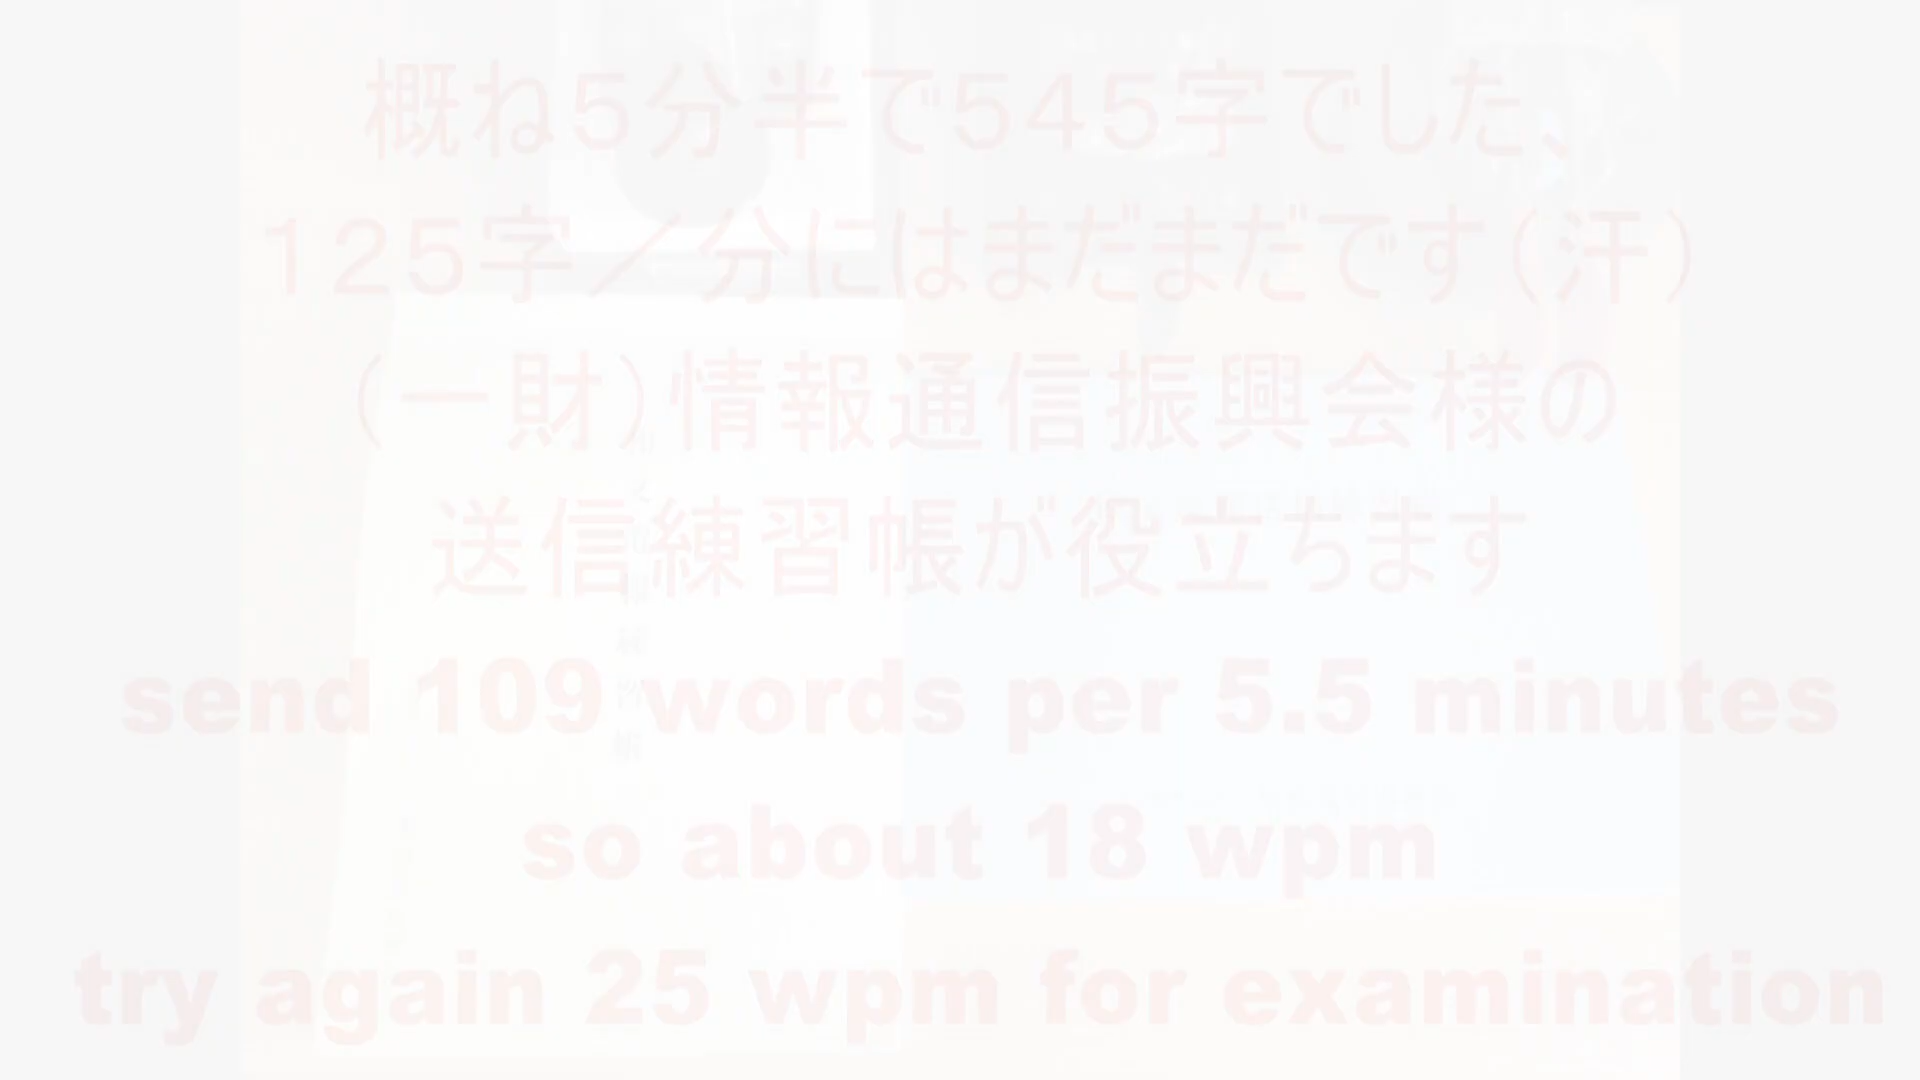 概ね5分半で545字でした、
125字／分にはまだまだです（汗）
（一財）情報通信振興会様の
送信練習帳が役立ちます
send 109 words per 5.5 minutes
so about 18 wpm
try again 25 wpm for examination